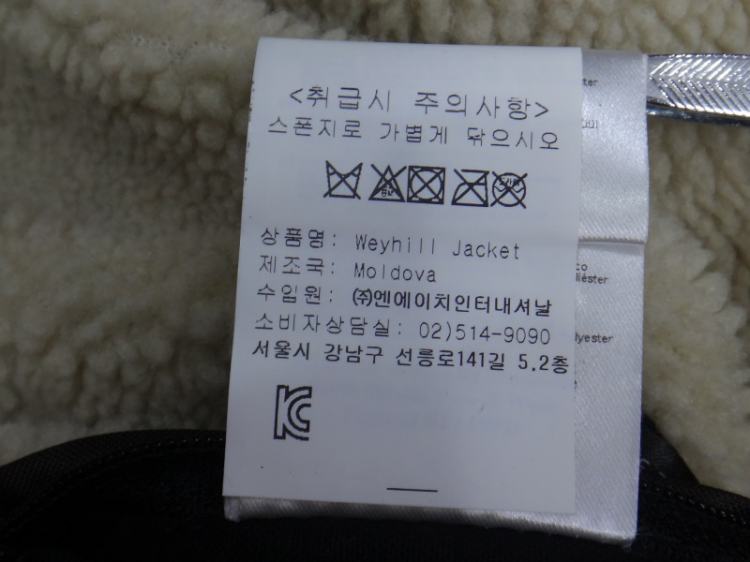 <취급시 주의사항>
스폰지로 가볍게 닦으시오
상품명: Weyhill Jacket
제조국: Moldova
수입원: ㈜엔에이치인터내셔날
소비자상담실: 02)514-9090
서울시 강남구 선릉로141길 5.2층
KC